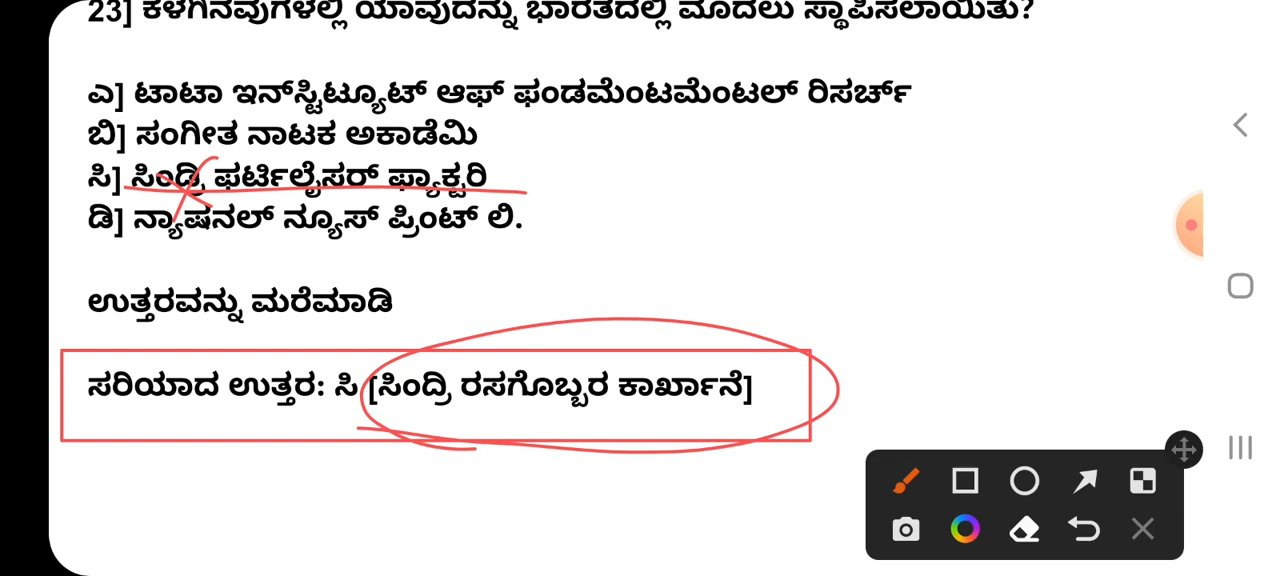 23] ಕೆಳಗಿನವುಗಳಲ್ಲಿ ಯಾವುದನ್ನು ಭಾರತದಲ್ಲಿ ಮೊದಲು ಸ್ಥಾಪಿಸಲಾಯಿತು?
ಎ] ಟಾಟಾ ಇನ್‌ಸ್ಟಿಟ್ಯೂಟ್ ಆಫ್ ಫಂಡಮೆಂಟಮೆಂಟಲ್ ರಿಸರ್ಚ್
ಬಿ] ಸಂಗೀತ ನಾಟಕ ಅಕಾಡೆಮಿ
ಸಿ] ಸಿಂದ್ರಿ ಫರ್ಟಿಲೈಸರ್ ಫ್ಯಾಕ್ಟರಿ
ಡಿ] ನ್ಯಾಷನಲ್ ನ್ಯೂಸ್ ಪ್ರಿಂಟ್ ಲಿ.
ಉತ್ತರವನ್ನು ಮರೆಮಾಡಿ
ಸರಿಯಾದ ಉತ್ತರ: ಸಿ [ಸಿಂದ್ರಿ ರಸಗೊಬ್ಬರ ಕಾರ್ಖಾನೆ]